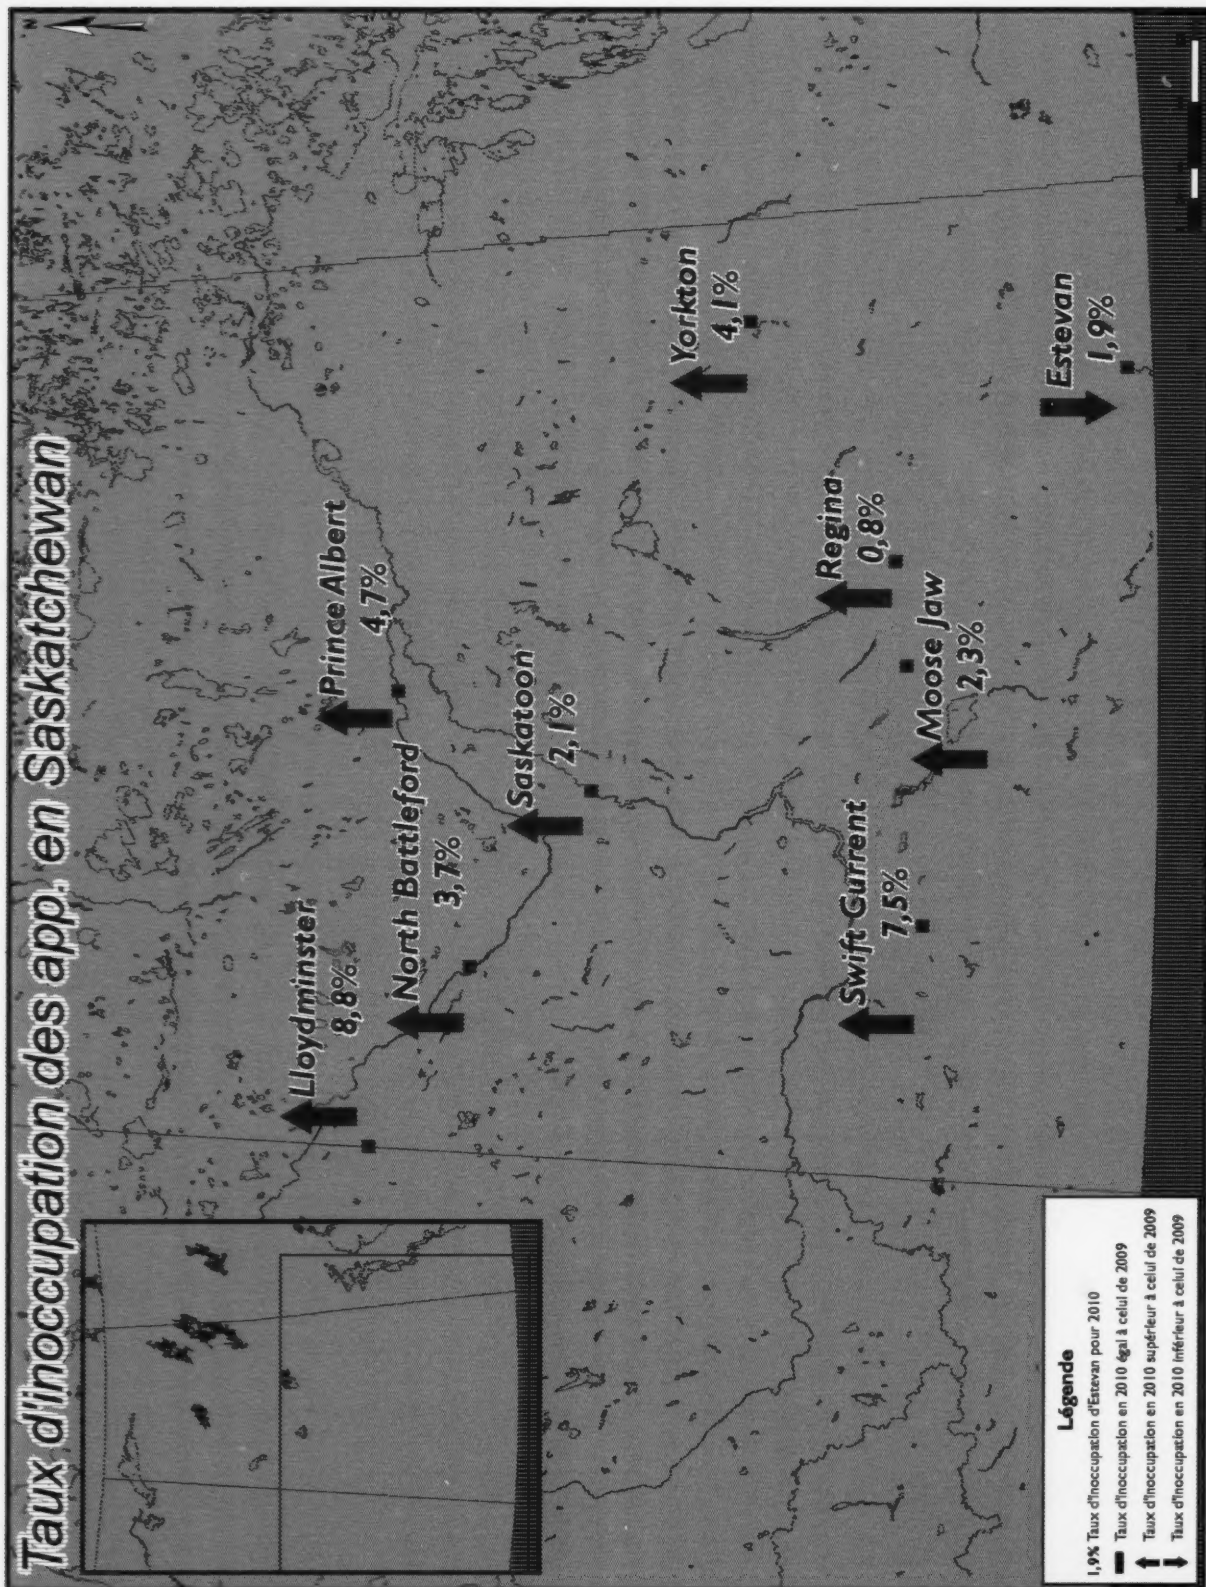 Taux d'inoccupation des app. en Saskatchewan
N
Lloydminster
8,8%
North Battleford
3,7%
Prince Albert
4,7%
Saskatoon
2,1%
Yorkton
4,1%
Swift Current
7,5%
Moose Jaw
2,3%
Regina
0,8%
Estevan
1,9%
Légende
1,9% Taux d'inoccupation d'Estevan pour 2010
Taux d'inoccupation en 2010 égal à celui de 2009
Taux d'inoccupation en 2010 supérieur à celui de 2009
Taux d'inoccupation en 2010 inférieur à celui de 2009